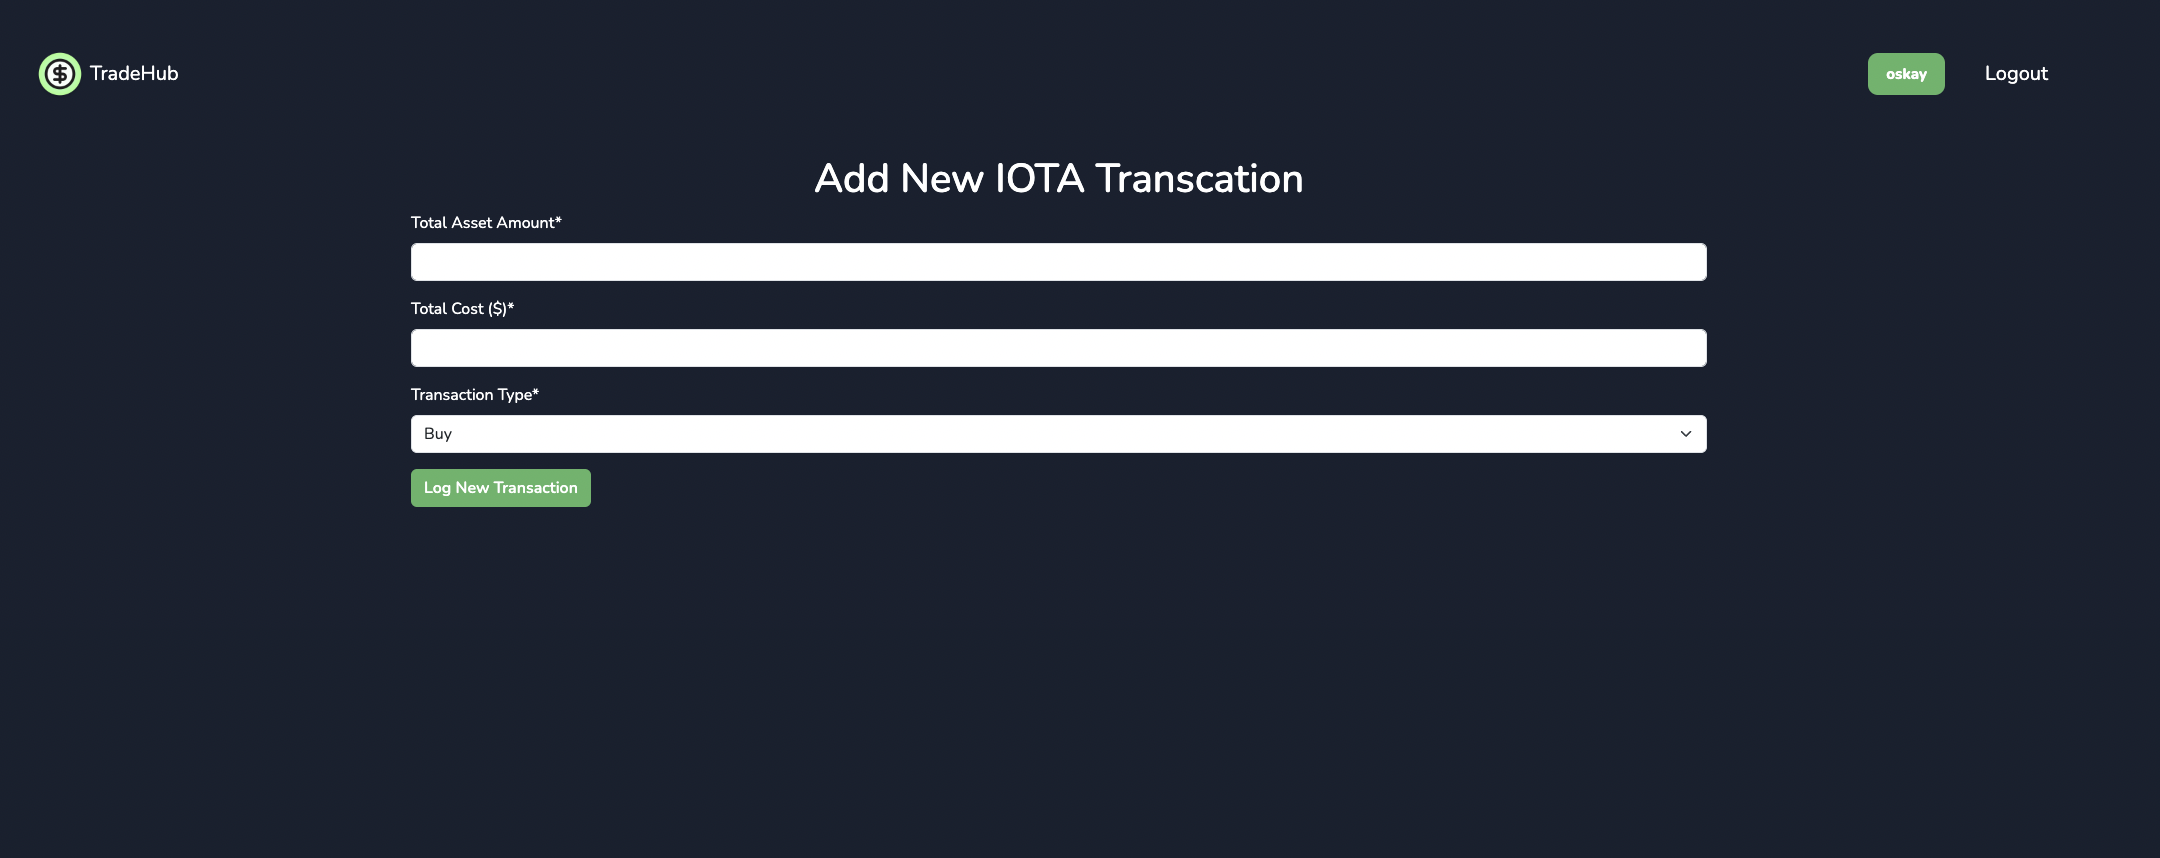 TradeHub
oskay
Logout
Add New IOTA Transcation
Total Asset Amount*
Total Cost ($)*
Transaction Type*
Buy
Log New Transaction